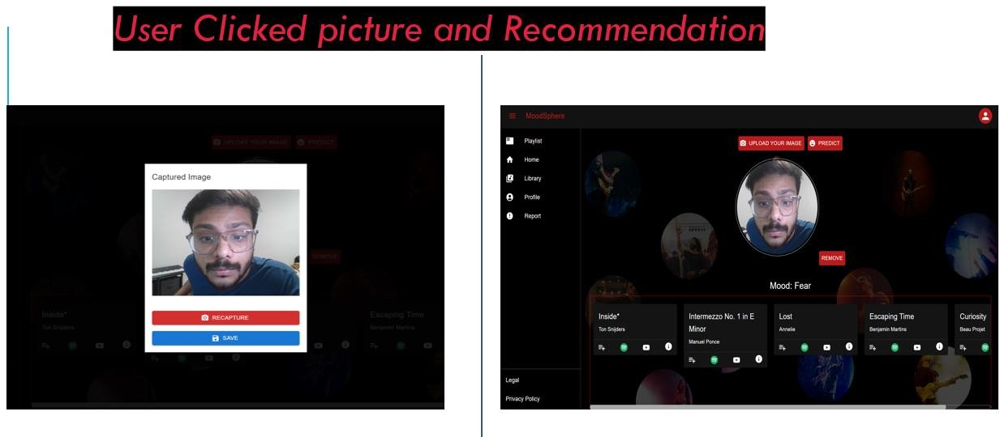 User Clicked picture and Recommendation
UPLOAD YOUR IMAGE PREDICT
Captured Image
REMOVE
Inside*
Ton Snijders
Escaping Time
Benjamin Martins
RECAPTURE
SAVE
MoodSphere
Playlist
Home
Library
Profile
Report
Legal
Privacy Policy
UPLOAD YOUR IMAGE PREDICT
REMOVE
Mood: Fear
Inside*
Ton Snijders
Intermezzo No. 1 in E
Minor
Manuel Ponce
Lost
Annelie
Escaping Time
Benjamin Martins
Curiosity
Beau Projet